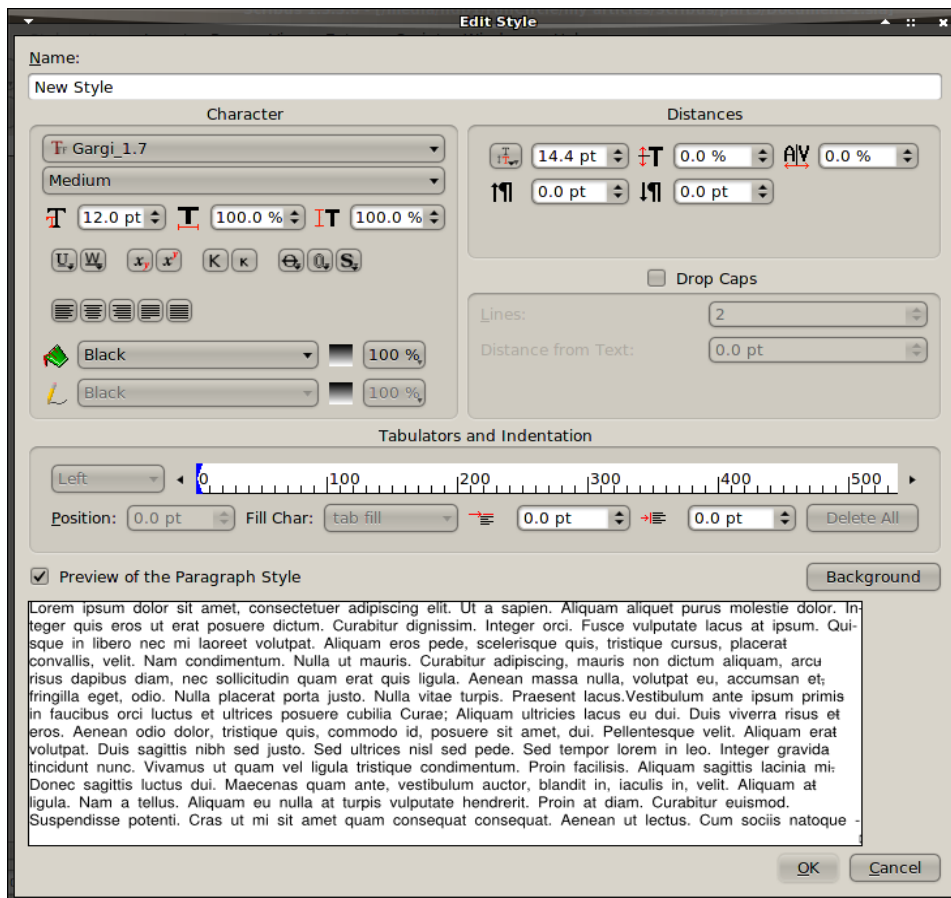 Edit Style
Name:
New Style
Character
Distances
Gargi_1.7
Medium
12.0 pt 100.0 % 100.0 %
14.4 pt 0.0 % 0.0 %
0.0 pt 0.0 pt
Drop Caps
Lines: 2
Distance from Text: 0.0 pt
Black 100 %
Black 100 %
Tabulators and Indentation
Left
0 100 200 300 400 500
Position: 0.0 pt Fill Char: tab fill 0.0 pt 0.0 pt Delete All
Preview of the Paragraph Style
Background
Lorem ipsum dolor sit amet, consectetuer adipiscing elit. Ut a sapien. Aliquam aliquet purus molestie dolor. In-
teger quis eros ut erat posuere dictum. Curabitur dignissim. Integer orci. Fusce vulputate lacus at ipsum. Qui-
sque in libero nec mi laoreet volutpat. Aliquam eros pede, scelerisque quis, tristique cursus, placerat
convallis, velit. Nam condimentum. Nulla ut mauris. Curabitur adipiscing, mauris non dictum aliquam, arcu
risus dapibus diam, nec sollicitudin quam erat quis ligula. Aenean massa nulla, volutpat eu, accumsan et,
fringilla eget, odio. Nulla placerat porta justo. Nulla vitae turpis. Praesent lacus.Vestibulum ante ipsum primis
in faucibus orci luctus et ultrices posuere cubilia Curae; Aliquam ultricies lacus eu dui. Duis viverra risus et
eros. Aenean odio dolor, tristique quis, commodo id, posuere sit amet, dui. Pellentesque velit. Aliquam erat
volutpat. Duis sagittis nibh sed justo. Sed ultrices nisl sed pede. Sed tempor lorem in leo. Integer gravida
tincidunt nunc. Vivamus ut quam vel ligula tristique condimentum. Proin facilisis. Aliquam sagittis lacinia mi.
Donec sagittis luctus dui. Maecenas quam ante, vestibulum auctor, blandit in, iaculis in, velit. Aliquam at
ligula. Nam a tellus. Aliquam eu nulla at turpis vulputate hendrerit. Proin at diam. Curabitur euismod.
Suspendisse potenti. Cras ut mi sit amet quam consequat consequat. Aenean ut lectus. Cum sociis natoque -
OK
Cancel